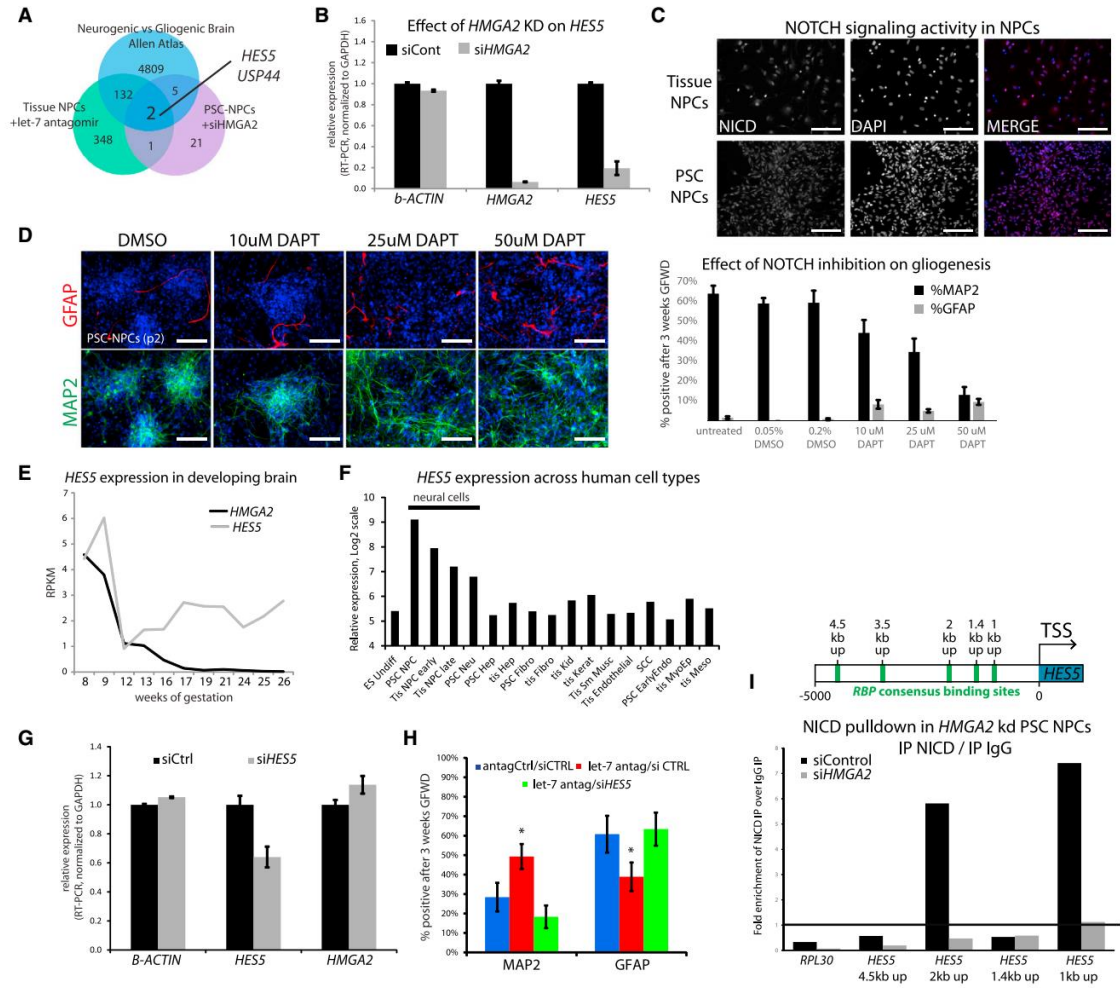 A
Neurogenic vs Gliogenic Brain
Allen Atlas
4809
HES5
USP44
132
5
2
Tissue NPCs
+let-7 antagomir
PSC-NPCs
+siHMGA2
348
1
21
B
Effect of HMGA2 KD on HES5
siCont
siHMGA2
relative expression
(RT-PCR, normalized to GAPDH)
1.6
1.4
1.2
1.0
0.8
0.6
0.4
0.2
0.0
b-ACTIN
HMGA2
HES5
C
NOTCH signaling activity in NPCs
Tissue
NPCs
NICD
DAPI
MERGE
PSC
NPCs
D
DMSO
10uM DAPT
25uM DAPT
50uM DAPT
GFAP
PSC-NPCs (p2)
MAP2
Effect of NOTCH inhibition on gliogenesis
%MAP2
%GFAP
% positive after 3 weeks GFWD
70%
60%
50%
40%
30%
20%
10%
untreated
0.05%
DMSO
0.2%
DMSO
10 uM
DAPT
25 uM
DAPT
50 uM
DAPT
E
HES5 expression in developing brain
HMGA2
HES5
RPKM
7
6
5
4
3
2
1
0
8 9 12 13 16 17 19 21 24 25 26
weeks of gestation
F
HES5 expression across human cell types
neural cells
Relative expression, Log2 scale
10
9
8
7
6
5
4
ES Undiff
PSC NPC
Tis NPC early
Tis NPC late
PSC Neu
PSC Hep
tis Hep
PSC Fibro
tis Fibro
tis Kid
tis Kerat
Tis Sm Musc
Tis Endothelial
SCC
PSC EarlyEndo
tis MyoEp
tis Meso
G
siCtrl
siHES5
relative expression
(RT-PCR, normalized to GAPDH)
1.4
1.2
1.0
0.8
0.6
0.4
0.2
0.0
B-ACTIN
HES5
HMGA2
H
antagCtrl/siCTRL
let-7 antag/si CTRL
let-7 antag/siHES5
% positive after 3 weeks GFWD
100%
90%
80%
70%
60%
50%
40%
30%
20%
10%
0%
*
*
MAP2
GFAP
I
4.5
kb
up
3.5
kb
up
2
kb
up
1.4
kb
up
1
kb
up
TSS
HES5
-5000
RBP consensus binding sites
0
NICD pulldown in HMGA2 kd PSC NPCs
IP NICD / IP IgG
siControl
siHMGA2
Fold enrichment of NICD IP over IgG IP
8
7
6
5
4
3
2
1
0
RPL30
HES5
4.5kb up
HES5
2kb up
HES5
1.4kb up
HES5
1kb up